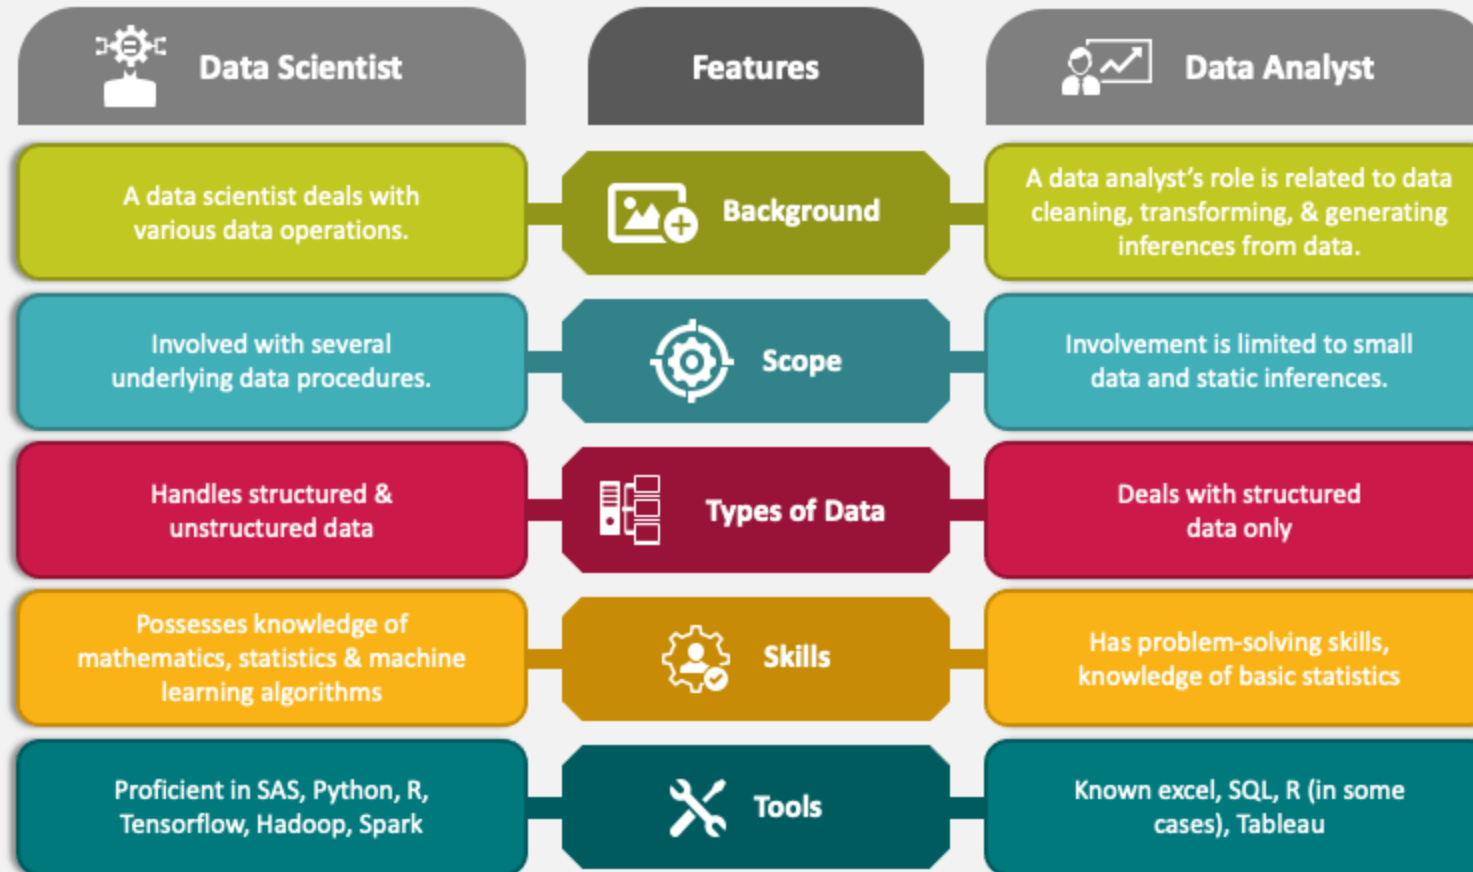 Data Scientist
Features
Data Analyst
A data scientist deals with
various data operations.
Background
A data analyst’s role is related to data
cleaning, transforming, & generating
inferences from data.
Involved with several
underlying data procedures.
Scope
Involvement is limited to small
data and static inferences.
Handles structured &
unstructured data
Types of Data
Deals with structured
data only
Possesses knowledge of
mathematics, statistics & machine
learning algorithms
Skills
Has problem-solving skills,
knowledge of basic statistics
Proficient in SAS, Python, R,
Tensorflow, Hadoop, Spark
Tools
Known excel, SQL, R (in some
cases), Tableau